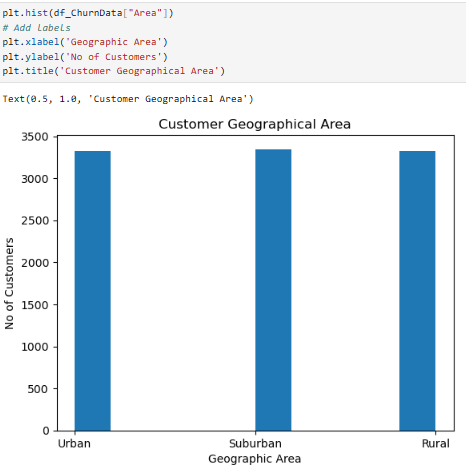 plt.hist(df_ChurnData["Area"])
# Add labels
plt.xlabel('Geographic Area')
plt.ylabel('No of Customers')
plt.title('Customer Geographical Area')
Text(0.5, 1.0, 'Customer Geographical Area')
Customer Geographical Area
3500
3000
2500
2000
1500
1000
500
0
No of Customers
Urban Suburban Rural
Geographic Area